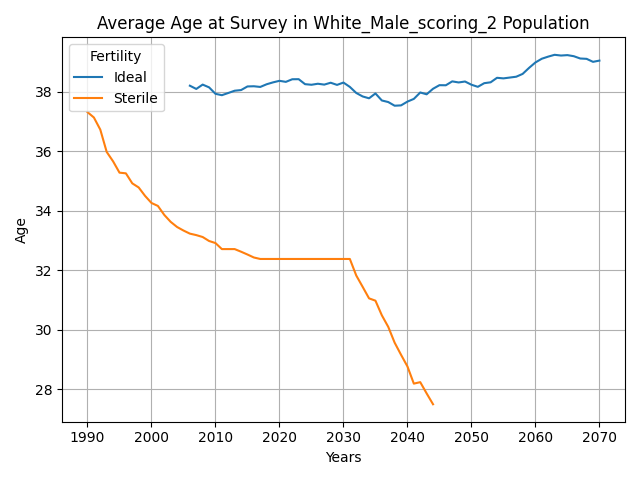 Average Age at Survey in White_Male_scoring_2 Population
Fertility
Ideal
Sterile
38
36
34
32
30
28
Age
1990 2000 2010 2020 2030 2040 2050 2060 2070
Years